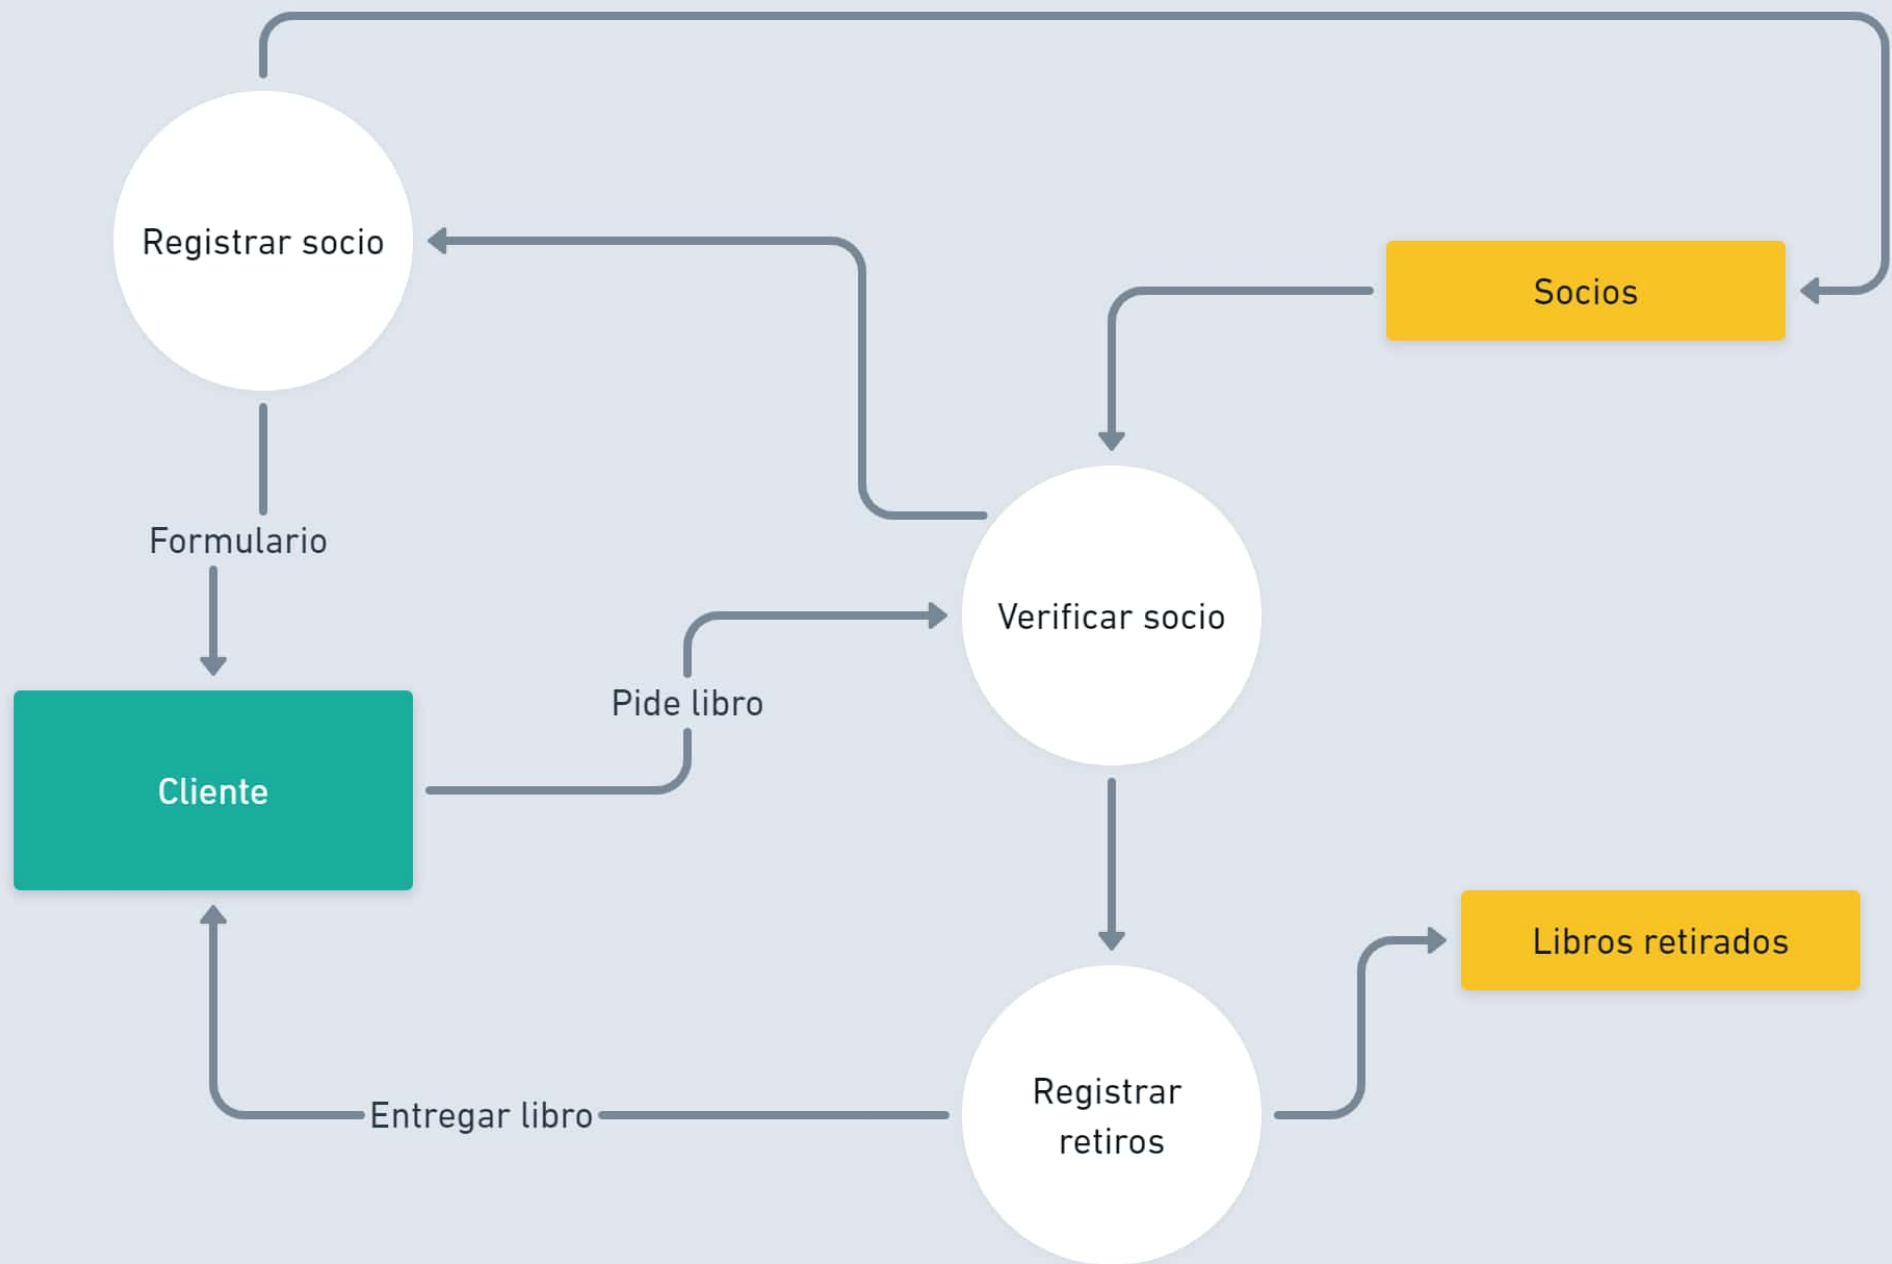 Registrar socio
Socios
Formulario
Verificar socio
Pide libro
Cliente
Libros retirados
Entregar libro
Registrar
retiros